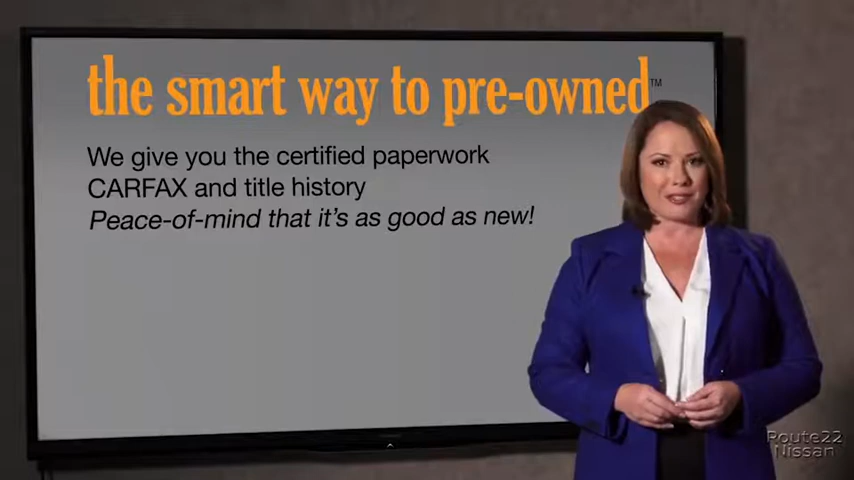 the smart way to pre-owned™
We give you the certified paperwork
CARFAX and title history
Peace-of-mind that it's as good as new!
Route22
Nissan